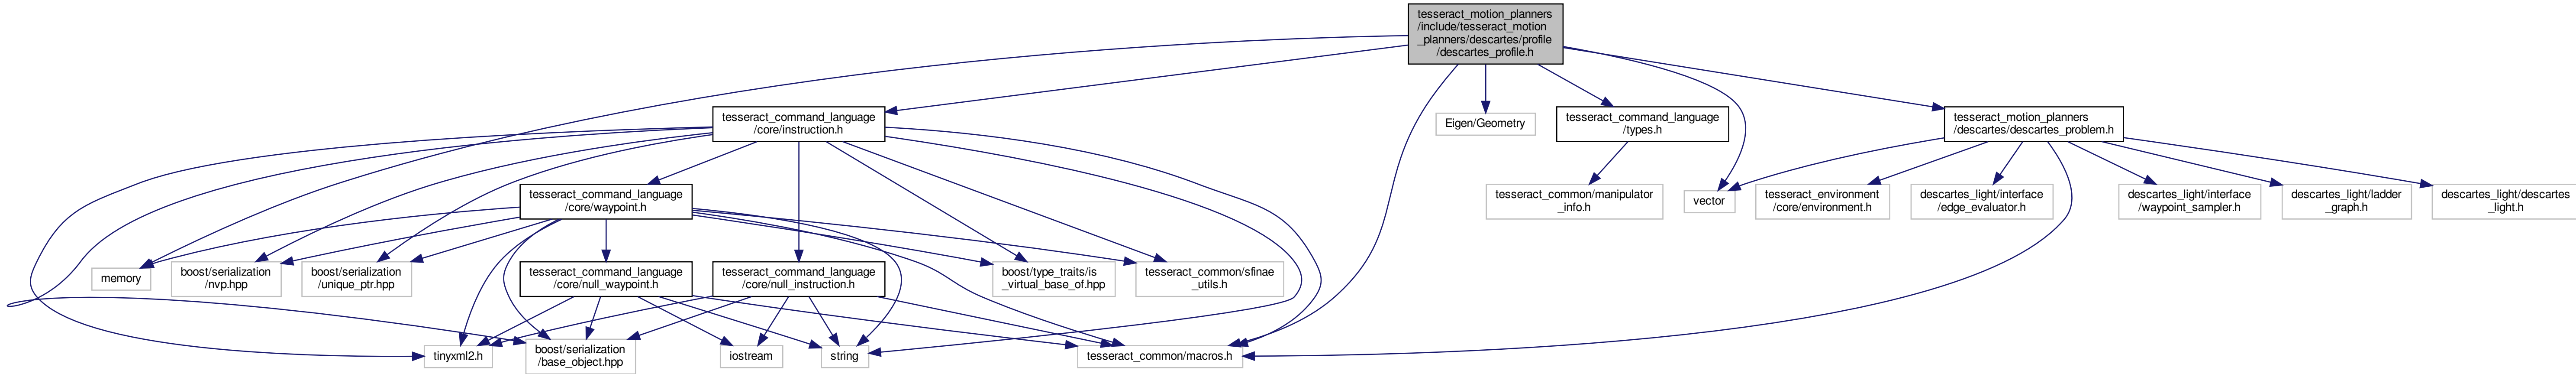 tesseract_motion_planners
/include/tesseract_motion
_planners/descartes/profile
/descartes_profile.h
tesseract_command_language
/core/instruction.h
Eigen/Geometry
tesseract_command_language
/types.h
tesseract_motion_planners
/descartes/descartes_problem.h
tesseract_command_language
/core/waypoint.h
tesseract_common/manipulator
_info.h
vector
tesseract_environment
/core/environment.h
descartes_light/interface
/edge_evaluator.h
descartes_light/interface
/waypoint_sampler.h
descartes_light/ladder
_graph.h
descartes_light/descartes
_light.h
memory
boost/serialization
/nvp.hpp
boost/serialization
/unique_ptr.hpp
tesseract_command_language
/core/null_waypoint.h
tesseract_command_language
/core/null_instruction.h
boost/type_traits/is
_virtual_base_of.hpp
tesseract_common/sfinae
_utils.h
tinyxml2.h
boost/serialization
/base_object.hpp
iostream
string
tesseract_common/macros.h